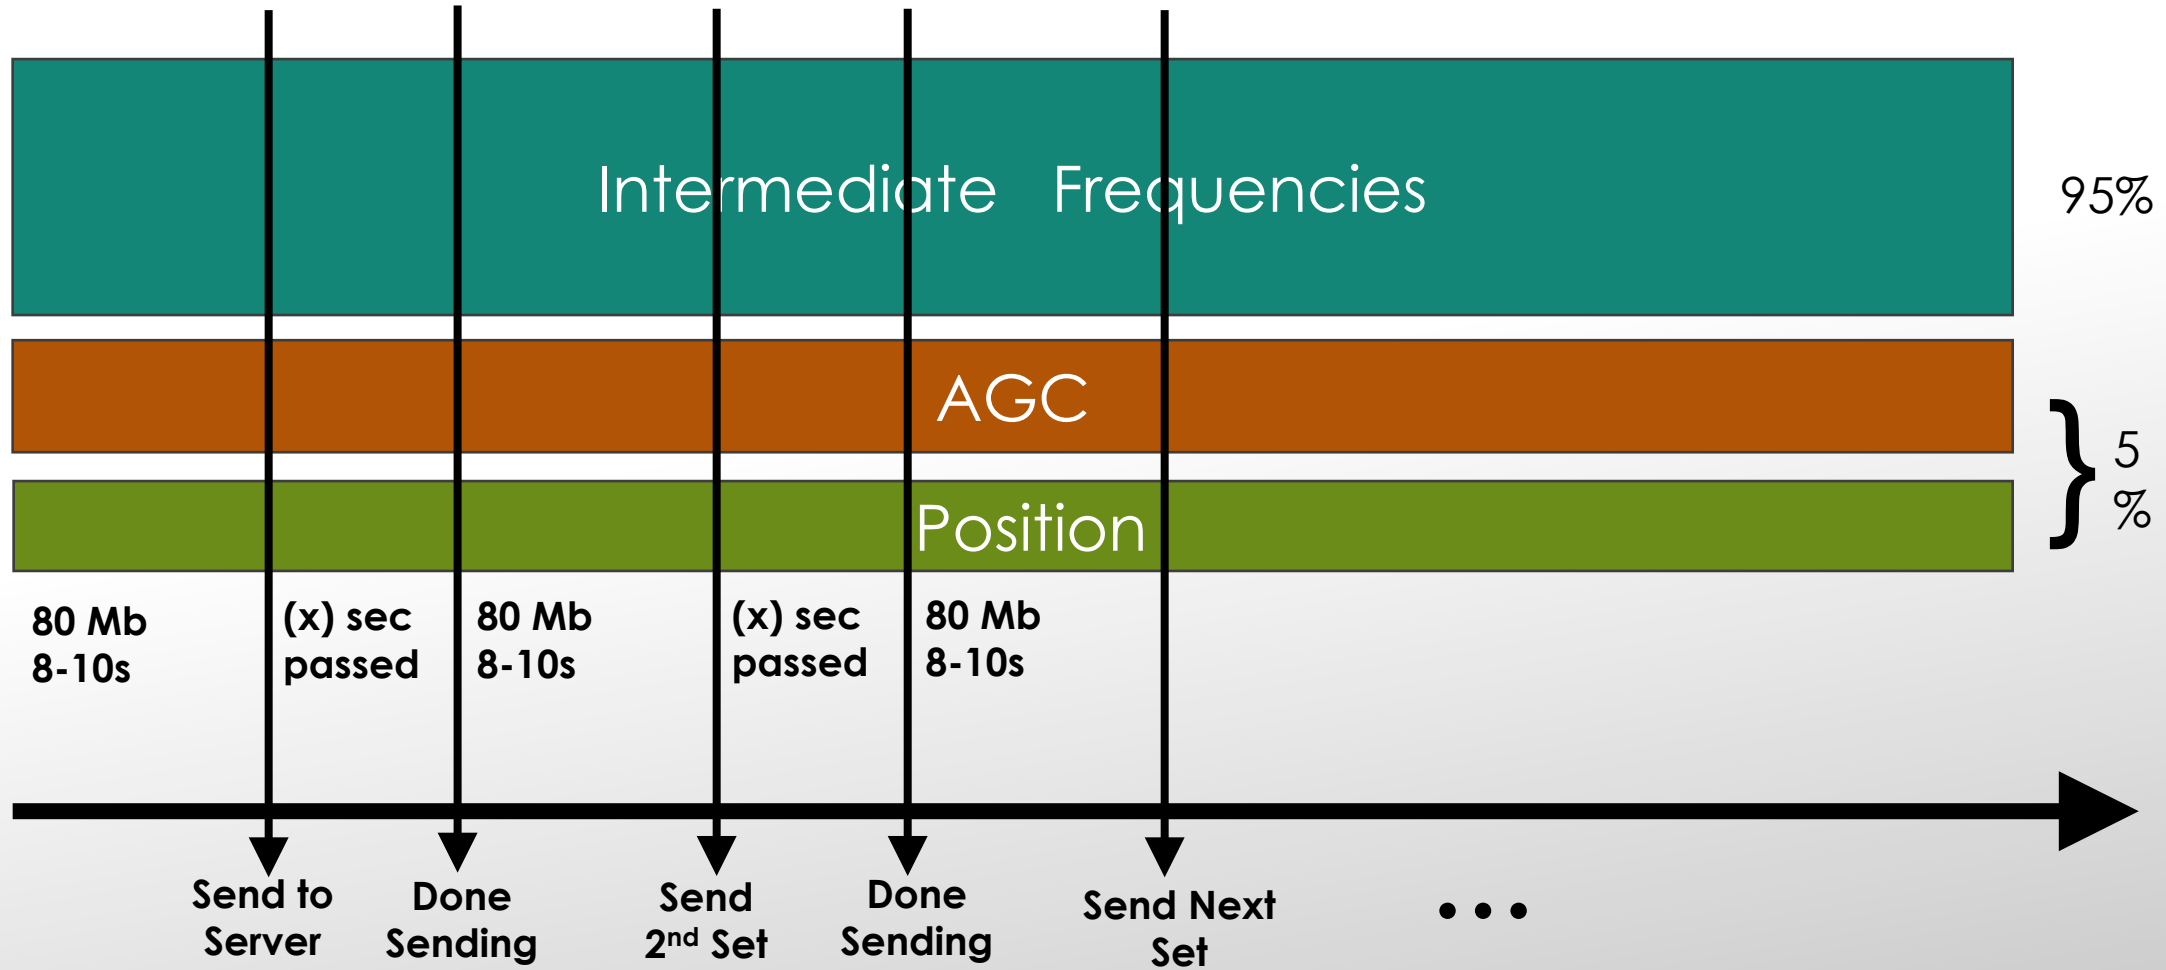 Intermediate Frequencies
95%
AGC
Position
}
5
%
80 Mb
8-10s
(x) sec
passed
80 Mb
8-10s
(x) sec
passed
80 Mb
8-10s
Send to
Server
Done
Sending
Send
2nd Set
Done
Sending
Send Next
Set
...